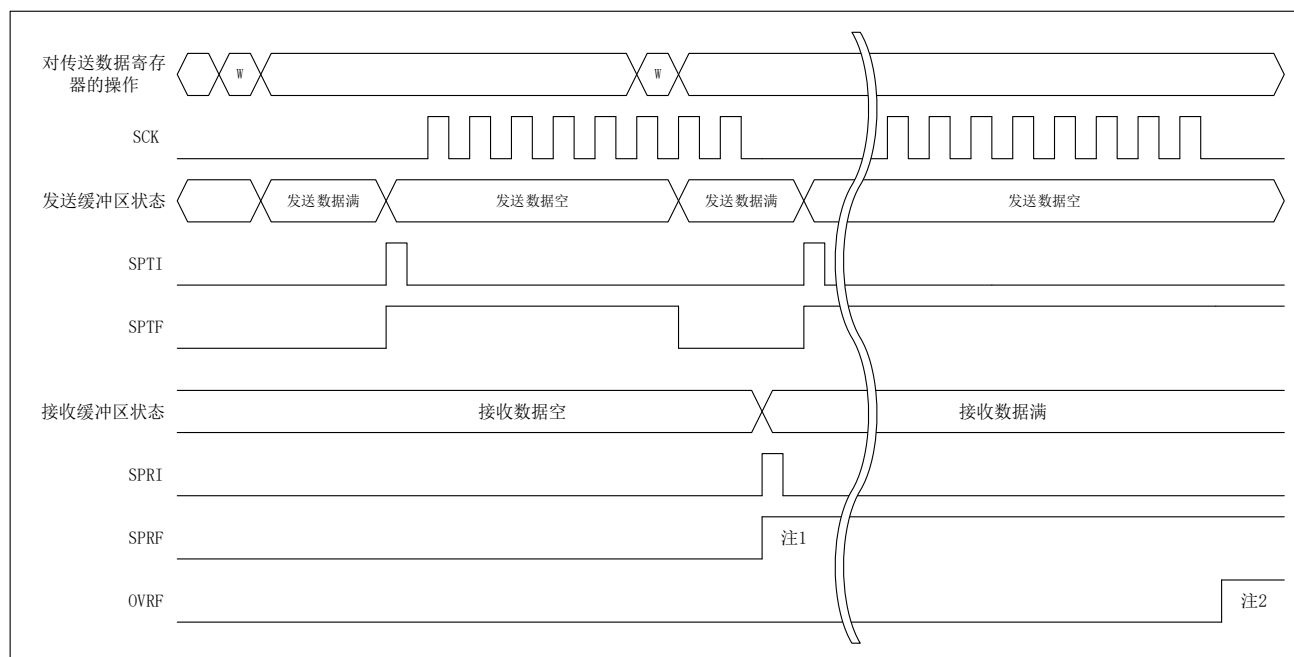 对传送数据寄存
器的操作
W
W
SCK
发送缓冲区状态
发送数据满
发送数据空
发送数据满
发送数据空
SPTI
SPTF
接收缓冲区状态
接收数据空
接收数据满
SPRI
SPRF
注1
OVRF
注2